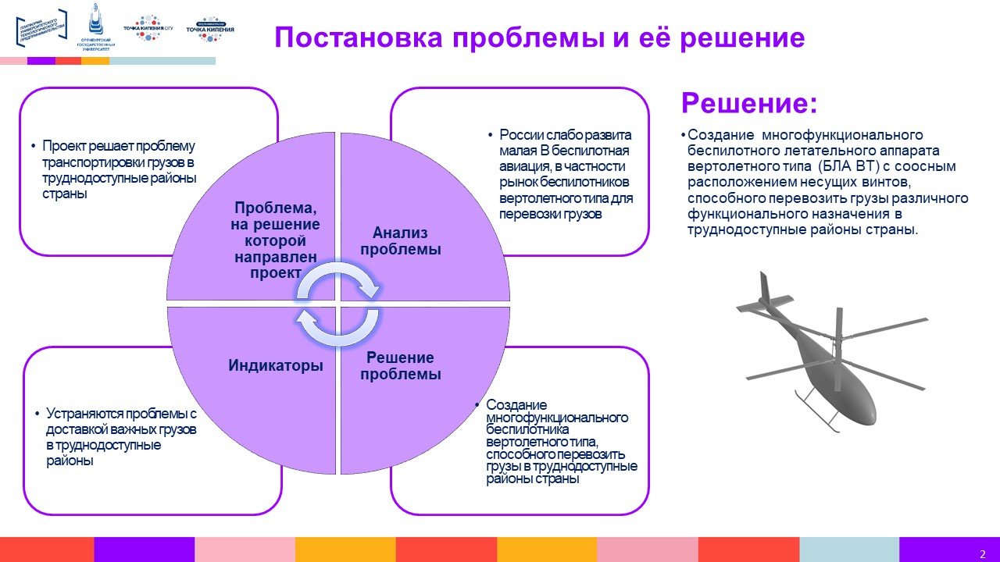 ПЛАТФОРМА
УНИВЕРСИТЕТСКОГО
ТЕХНОЛОГИЧЕСКОГО
ПРЕДПРИНИМАТЕЛЬСТВА
ОРЕНБУРГСКИЙ
ГОСУДАРСТВЕННЫЙ
УНИВЕРСИТЕТ
ТОЧКА КИПЕНИЯ ОГУ
ТОЧКА КИПЕНИЯ
Постановка проблемы и её решение
• Проект решает проблему
транспортировки грузов в
труднодоступные районы
страны
• России слабо развита
малая В беспилотная
авиация, в частности
рынок беспилотников
вертолетного типа для
перевозки грузов
Проблема,
на решение
которой
направлен
проект
Анализ
проблемы
Индикаторы
Решение
проблемы
• Устраняются проблемы с
доставкой важных грузов
в труднодоступные
районы
• Создание
многофункционального
беспилотника
вертолетного типа,
способного перевозить
грузы в труднодоступные
районы страны
Решение:
• Создание многофункционального
беспилотного летательного аппарата
вертолетного типа (БЛА ВТ) с соосным
расположением несущих винтов,
способного перевозить грузы различного
функционального назначения в
труднодоступные районы страны.
2